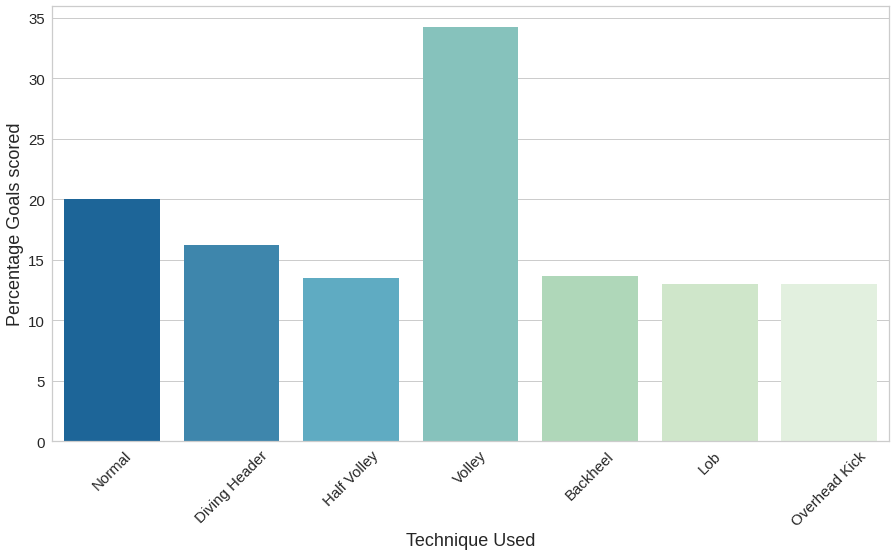 Percentage Goals scored
35
30
25
20
15
10
5
0
Normal
Diving Header
Half Volley
Volley
Backheel
Lob
Overhead Kick
Technique Used